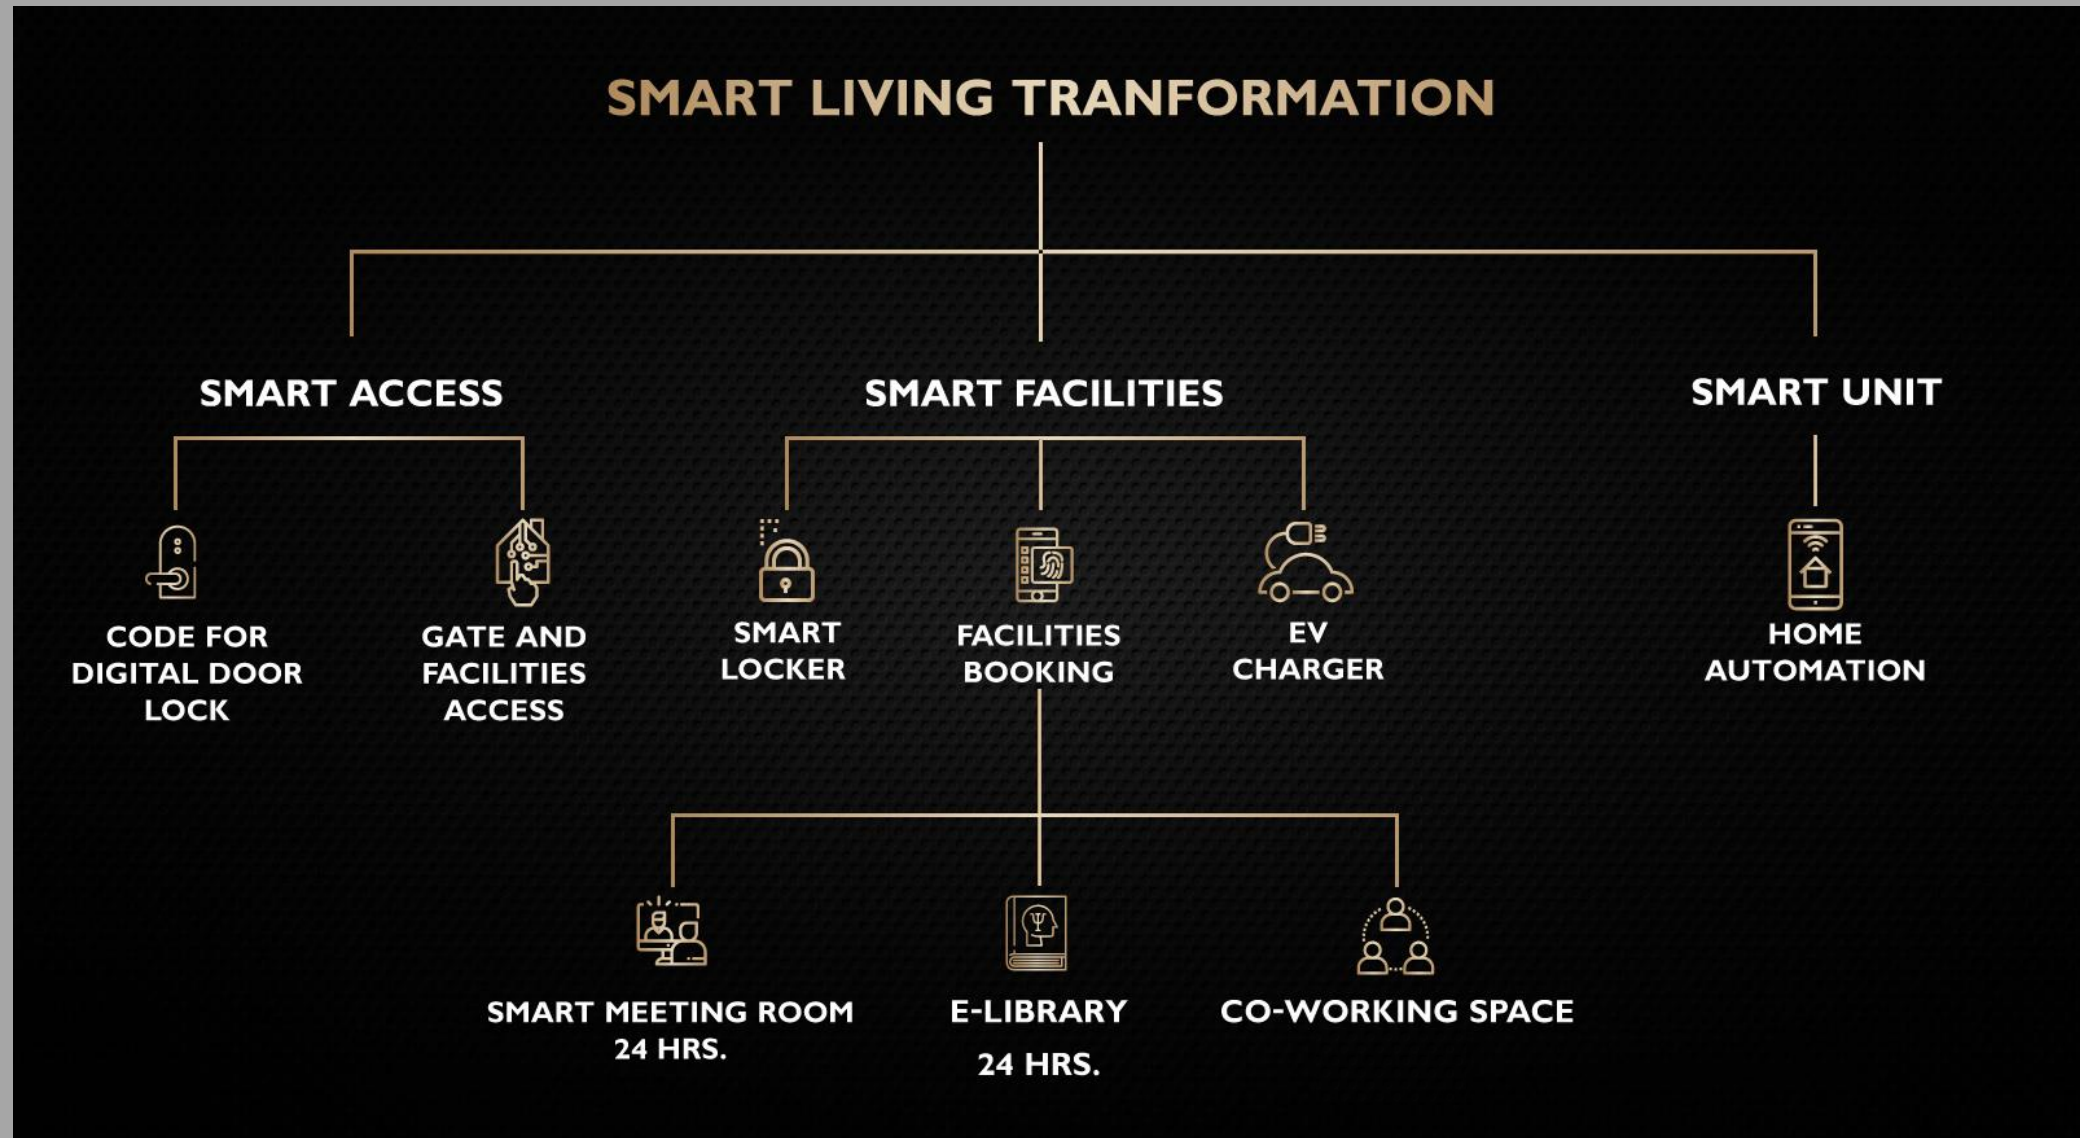 SMART LIVING TRANFORMATION
SMART ACCESS
SMART FACILITIES
SMART UNIT
CODE FOR
DIGITAL DOOR
LOCK
GATE AND
FACILITIES
ACCESS
SMART
LOCKER
FACILITIES
BOOKING
EV
CHARGER
HOME
AUTOMATION
SMART MEETING ROOM
24 HRS.
E-LIBRARY
24 HRS.
CO-WORKING SPACE